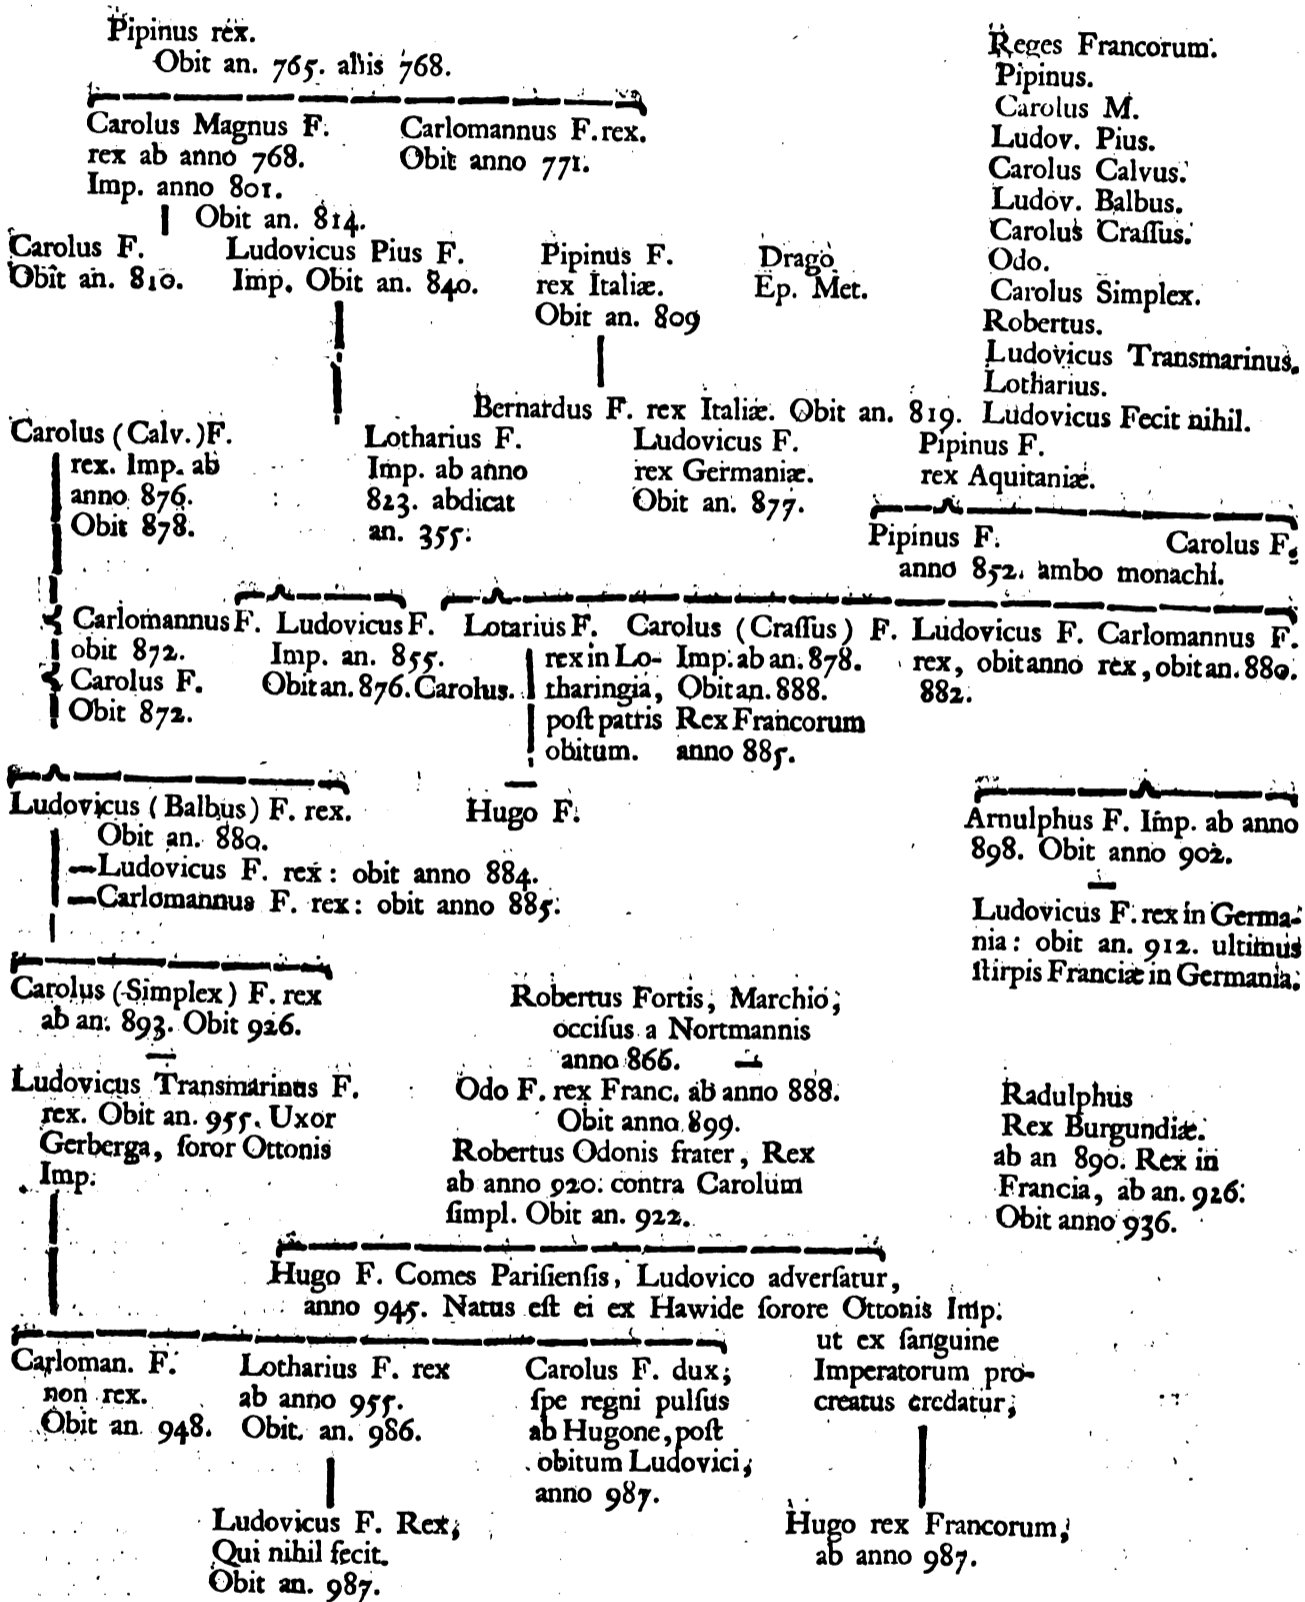 Pipinus rex.
Obit an. 765. aliis 768.
Carolus Magnus F.
rex ab anno 768.
Imp. anno 801.
Obit an. 814.
Carlomannus F. rex.
Obit anno 771.
Reges Francorum.
Pipinus.
Carolus M.
Ludov. Pius.
Carolus Calvus.
Ludov. Balbus.
Carolus Craſſus.
Odo.
Carolus Simplex.
Robertus.
Ludovicus Transmarinus.
Lotharius.
Ludovicus Fecit nihil.
Carolus F.
Obit an. 810.
Ludovicus Pius F.
Imp. Obit an. 840.
Pipinus F.
rex Italiæ.
Obit an. 809
Drago
Ep. Met.
Bernardus F. rex Italiæ. Obit an. 819.
Carolus (Calv.) F.
rex. Imp. ab
anno 876.
Obit 878.
Lotharius F.
Imp. ab anno
823. abdicat
an. 355.
Ludovicus F.
rex Germaniæ.
Obit an. 877.
Pipinus F.
rex Aquitaniæ.
Pipinus F. Carolus F.
anno 852. ambo monachi.
Carlomannus F.
obit 872.
Carolus F.
Obit 872.
Ludovicus F.
Imp. an. 855.
Obit an. 876. Carolus.
Lotarius F.
rex in Lo-
tharingia,
poſt patris
obitum.
Carolus (Craſſus) F.
Imp. ab an. 878.
Obit an. 888.
Rex Francorum
anno 885.
Ludovicus F.
rex, obit anno
882.
Carlomannus F.
rex, obit an. 880.
Ludovicus (Balbus) F. rex.
Obit an. 880.
Ludovicus F. rex: obit anno 884.
Carlomannus F. rex: obit anno 885.
Hugo F.
Arnulphus F. Imp. ab anno
898. Obit anno 902.
Ludovicus F. rex in Germa-
nia: obit an. 912. ultimus
ſtirpis Franciæ in Germania.
Carolus (Simplex) F. rex
ab an. 893. Obit 926.
Ludovicus Transmarinus F.
rex. Obit an. 955. Uxor
Gerberga, ſoror Ottonis
Imp.
Robertus Fortis, Marchio,
occiſus a Nortmannis
anno 866.
Odo F. rex Franc. ab anno 888.
Obit anno 899.
Robertus Odonis frater, Rex
ab anno 920. contra Carolum
ſimpl. Obit an. 922.
Radulphus
Rex Burgundiæ.
ab an 890. Rex in
Francia, ab an. 926.
Obit anno 936.
Hugo F. Comes Pariſienſis, Ludovico adverſatur,
anno 945. Natus eſt ei ex Hawide ſorore Ottonis Imp.
ut ex ſanguine
Imperatorum pro-
creatus credatur,
Carloman. F.
non rex.
Obit an. 948.
Lotharius F. rex
ab anno 955.
Obit. an. 986.
Carolus F. dux;
ſpe regni pulſus
ab Hugone, poſt
obitum Ludovici,
anno 987.
Ludovicus F. Rex,
Qui nihil fecit.
Obit an. 987.
Hugo rex Francorum,
ab anno 987.